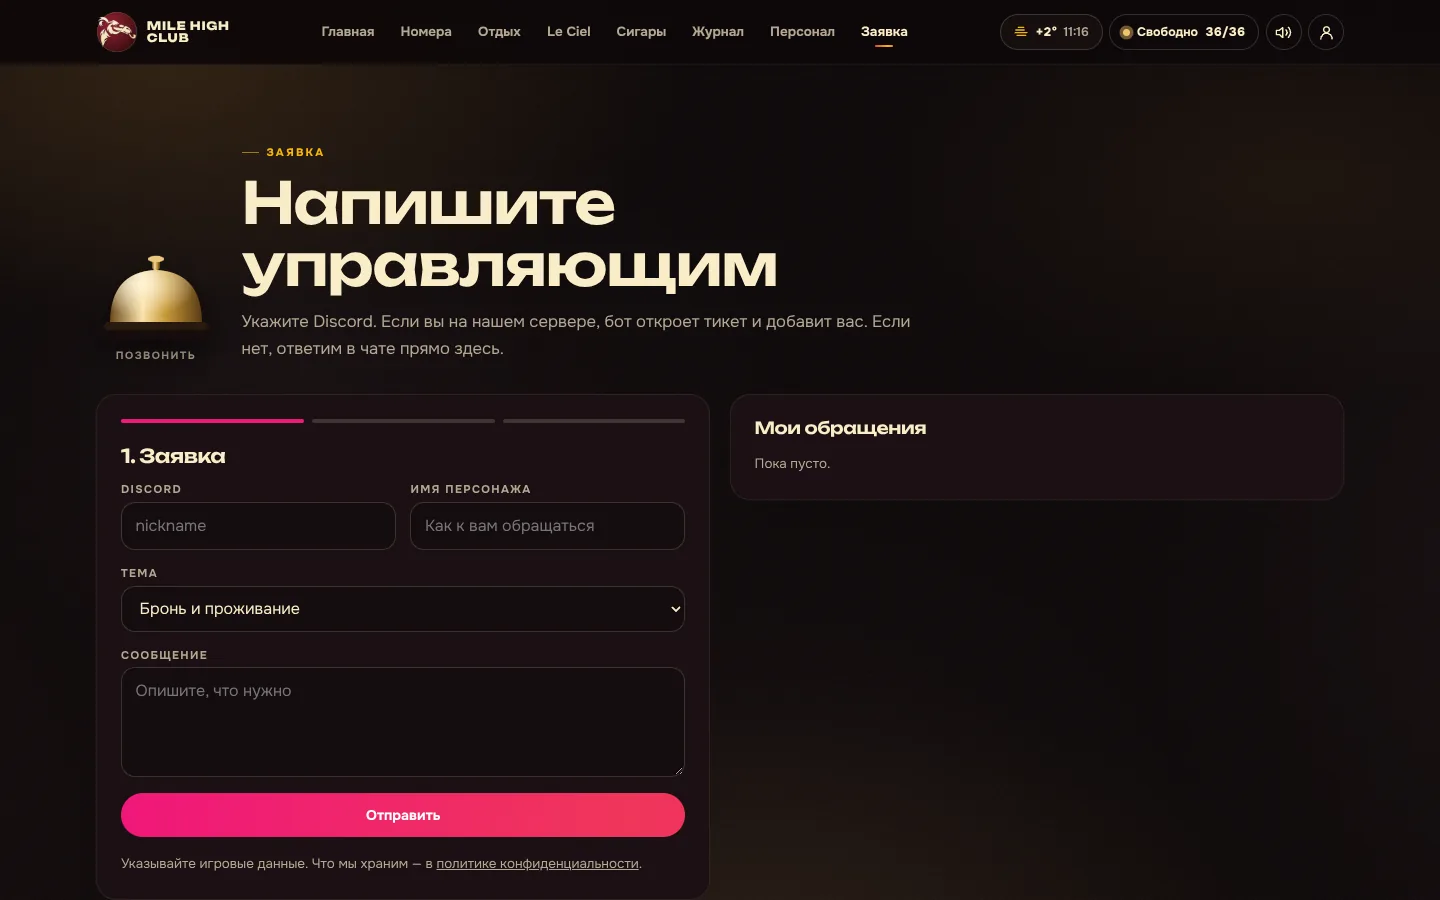 MILE HIGH
CLUB
Главная
Номера
Отдых
Le Ciel
Сигары
Журнал
Персонал
Заявка
+2° 11:16
Свободно 36/36
ЗАЯВКА
Напишите
управляющим
Укажите Discord. Если вы на нашем сервере, бот откроет тикет и добавит вас. Если
нет, ответим в чате прямо здесь.
ПОЗВОНИТЬ
1. Заявка
DISCORD
ИМЯ ПЕРСОНАЖА
nickname
Как к вам обращаться
ТЕМА
Бронь и проживание
СООБЩЕНИЕ
Опишите, что нужно
Отправить
Указывайте игровые данные. Что мы храним — в политике конфиденциальности.
Мои обращения
Пока пусто.